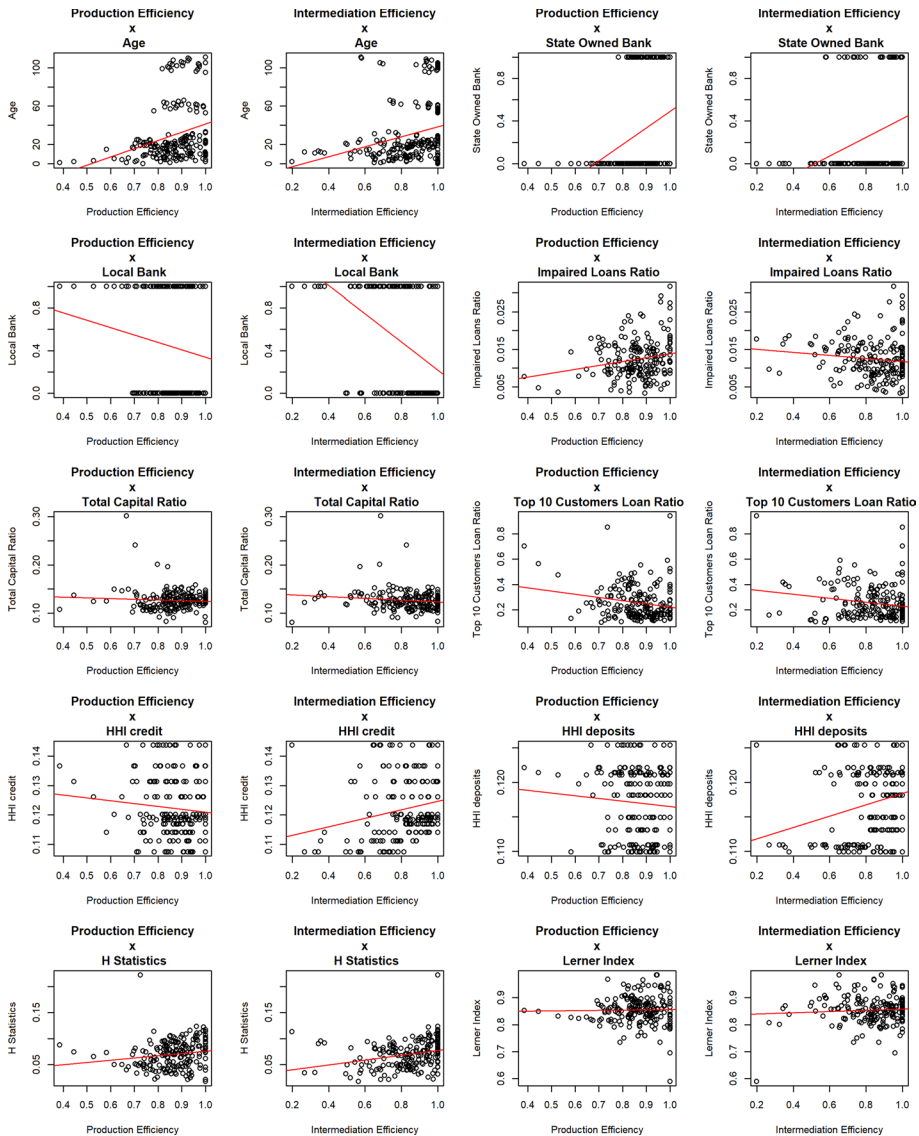 Production Efficiency
x
Age
Age
0 20 60 100
0.4 0.5 0.6 0.7 0.8 0.9 1.0
Production Efficiency
Intermediation Efficiency
x
Age
Age
0 20 60 100
0.2 0.4 0.6 0.8 1.0
Intermediation Efficiency
Production Efficiency
x
State Owned Bank
State Owned Bank
0.0 0.4 0.8
0.4 0.5 0.6 0.7 0.8 0.9 1.0
Production Efficiency
Intermediation Efficiency
x
State Owned Bank
State Owned Bank
0.0 0.4 0.8
0.2 0.4 0.6 0.8 1.0
Intermediation Efficiency
Production Efficiency
x
Local Bank
Local Bank
0.0 0.4 0.8
0.4 0.5 0.6 0.7 0.8 0.9 1.0
Production Efficiency
Intermediation Efficiency
x
Local Bank
Local Bank
0.0 0.4 0.8
0.2 0.4 0.6 0.8 1.0
Intermediation Efficiency
Production Efficiency
x
Impaired Loans Ratio
Impaired Loans Ratio
0.005 0.015 0.025
0.4 0.5 0.6 0.7 0.8 0.9 1.0
Production Efficiency
Intermediation Efficiency
x
Impaired Loans Ratio
Impaired Loans Ratio
0.005 0.015 0.025
0.2 0.4 0.6 0.8 1.0
Intermediation Efficiency
Production Efficiency
x
Total Capital Ratio
Total Capital Ratio
0.10 0.20 0.30
0.4 0.5 0.6 0.7 0.8 0.9 1.0
Production Efficiency
Intermediation Efficiency
x
Total Capital Ratio
Total Capital Ratio
0.10 0.20 0.30
0.2 0.4 0.6 0.8 1.0
Intermediation Efficiency
Production Efficiency
x
Top 10 Customers Loan Ratio
Top 10 Customers Loan Ratio
0.2 0.4 0.6 0.8
0.4 0.5 0.6 0.7 0.8 0.9 1.0
Production Efficiency
Intermediation Efficiency
x
Top 10 Customers Loan Ratio
Top 10 Customers Loan Ratio
0.2 0.4 0.6 0.8
0.2 0.4 0.6 0.8 1.0
Intermediation Efficiency
Production Efficiency
x
HHI credit
HHI credit
0.11 0.12 0.13 0.14
0.4 0.5 0.6 0.7 0.8 0.9 1.0
Production Efficiency
Intermediation Efficiency
x
HHI credit
HHI credit
0.11 0.12 0.13 0.14
0.2 0.4 0.6 0.8 1.0
Intermediation Efficiency
Production Efficiency
x
HHI deposits
HHI deposits
0.110 0.120
0.4 0.5 0.6 0.7 0.8 0.9 1.0
Production Efficiency
Intermediation Efficiency
x
HHI deposits
HHI deposits
0.110 0.120
0.2 0.4 0.6 0.8 1.0
Intermediation Efficiency
Production Efficiency
x
H Statistics
H Statistics
0.05 0.15
0.4 0.5 0.6 0.7 0.8 0.9 1.0
Production Efficiency
Intermediation Efficiency
x
H Statistics
H Statistics
0.05 0.15
0.2 0.4 0.6 0.8 1.0
Intermediation Efficiency
Production Efficiency
x
Lerner Index
Lerner Index
0.6 0.7 0.8 0.9
0.4 0.5 0.6 0.7 0.8 0.9 1.0
Production Efficiency
Intermediation Efficiency
x
Lerner Index
Lerner Index
0.6 0.7 0.8 0.9
0.2 0.4 0.6 0.8 1.0
Intermediation Efficiency